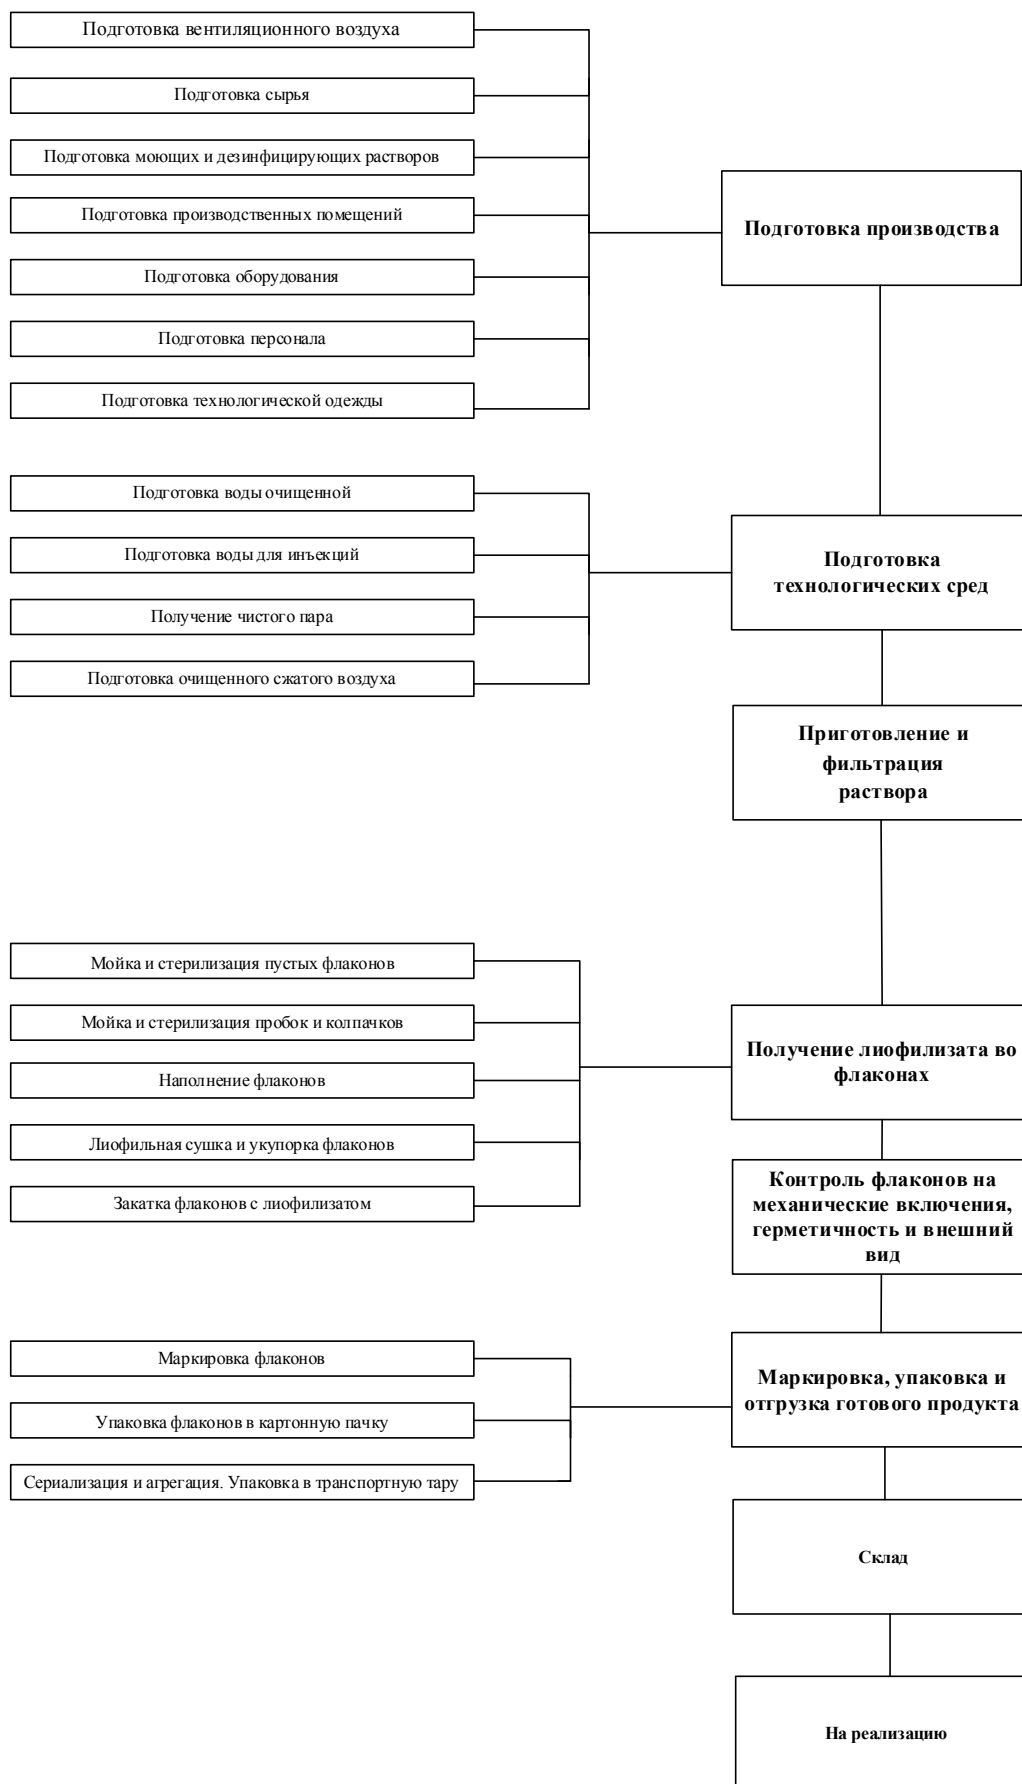 Подготовка вентиляционного воздуха
Подготовка сырья
Подготовка моющих и дезинфицирующих растворов
Подготовка производственных помещений
Подготовка оборудования
Подготовка персонала
Подготовка технологической одежды
Подготовка производства
Подготовка воды очищенной
Подготовка воды для инъекций
Получение чистого пара
Подготовка очищенного сжатого воздуха
Подготовка
технологических сред
Приготовление и
фильтрация
раствора
Мойка и стерилизация пустых флаконов
Мойка и стерилизация пробок и колпачков
Наполнение флаконов
Лиофильная сушка и укупорка флаконов
Закатка флаконов с лиофилизатом
Получение лиофилизата во
флаконах
Контроль флаконов на
механические включения,
герметичность и внешний
вид
Маркировка флаконов
Упаковка флаконов в картонную пачку
Сериализация и агрегация. Упаковка в транспортную тару
Маркировка, упаковка и
отгрузка готового продукта
Склад
На реализацию